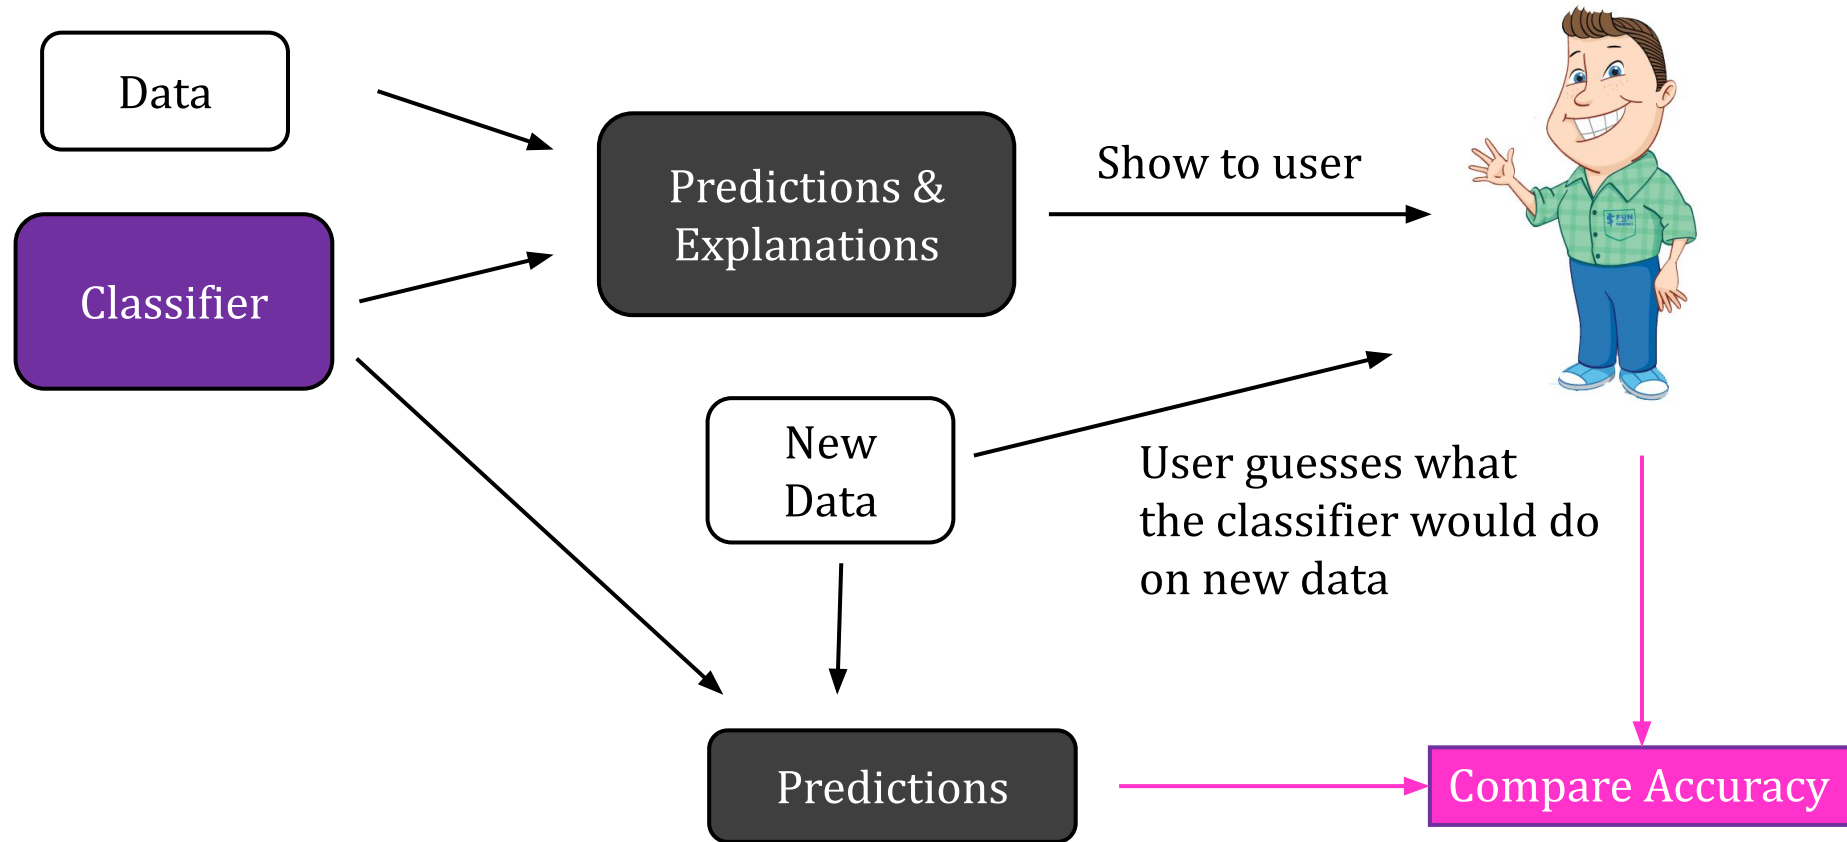 Data
Classifier
Predictions &
Explanations
Show to user
New
Data
User guesses what
the classifier would do
on new data
Predictions
Compare Accuracy